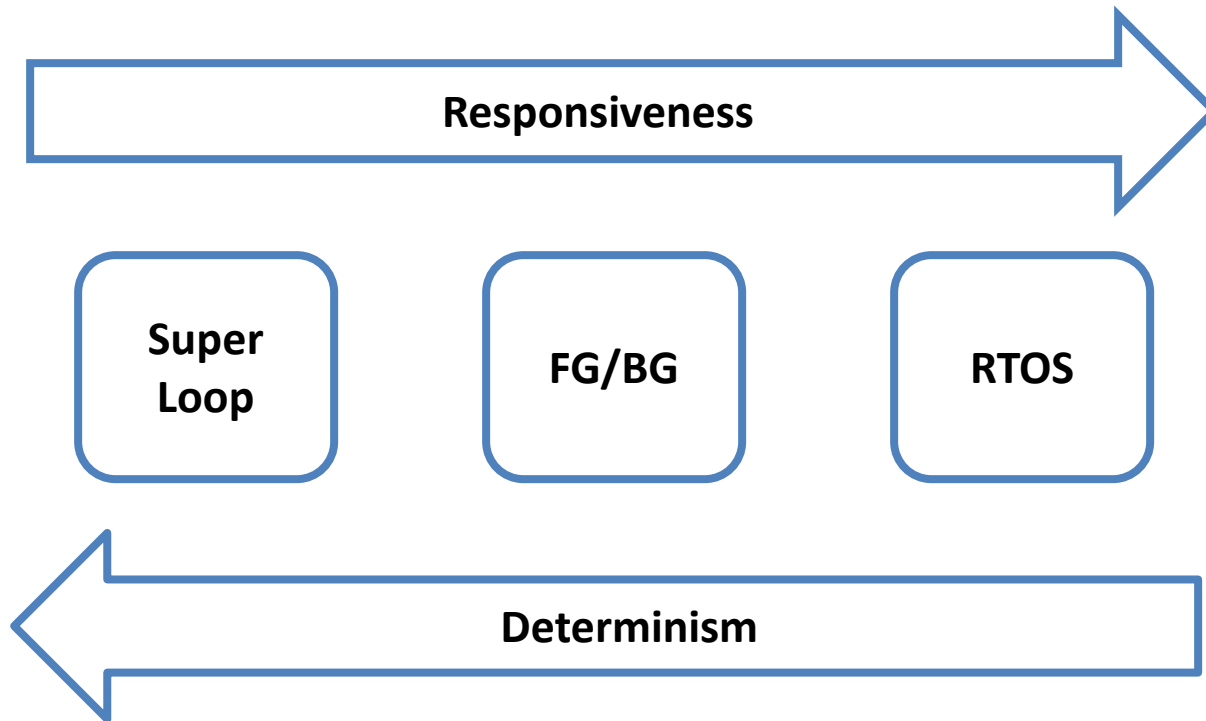 Responsiveness
Super
Loop
FG/BG
RTOS
Determinism